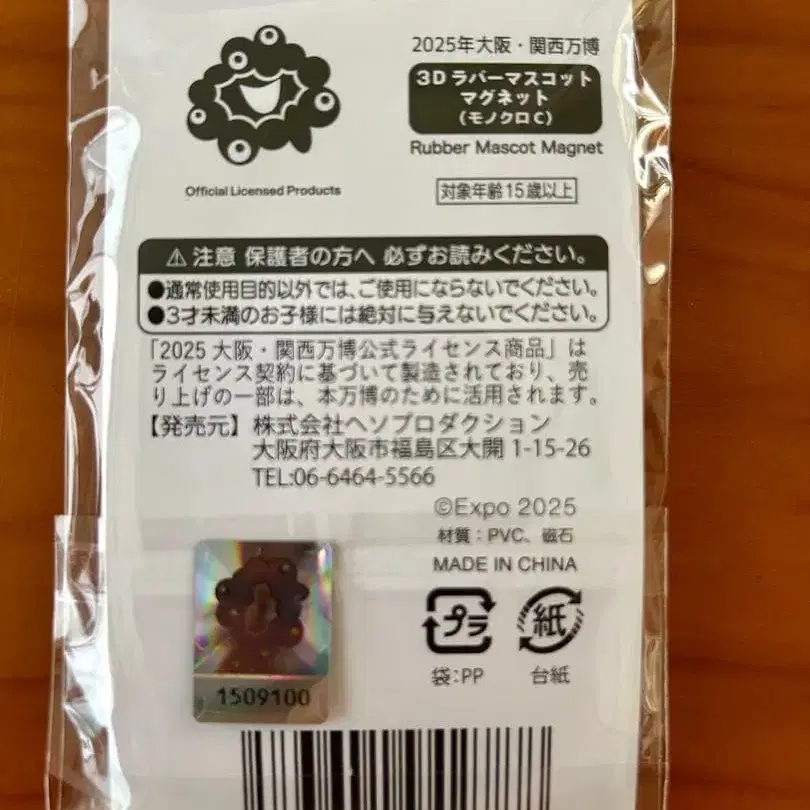 2025年大阪・関西万博
3Dラバーマスコット
マグネット
(モノクロC)
Rubber Mascot Magnet
Official Licensed Products
対象年齢15歳以上
⚠注意 保護者の方へ 必ずお読みください。
●通常使用目的以外では、ご使用にならないでください。
●3才未満のお子様には絶対に与えないでください。
「2025大阪・関西万博公式ライセンス商品」は
ライセンス契約に基づいて製造されており、売
り上げの一部は、本万博のために活用されます。
【発売元】株式会社ヘソプロダクション
大阪府大阪市福島区大開1-15-26
TEL:06-6464-5566
©Expo 2025
材質:PVC、磁石
MADE IN CHINA
プラ
紙
袋:PP
台紙
1509100